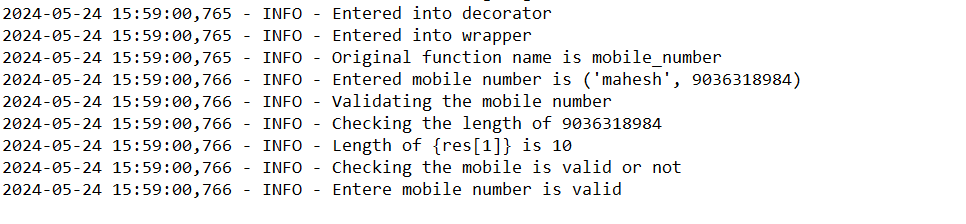 2024-05-24 15:59:00,765 - INFO - Entered into decorator
2024-05-24 15:59:00,765 - INFO - Entered into wrapper
2024-05-24 15:59:00,765 - INFO - Original function name is mobile_number
2024-05-24 15:59:00,766 - INFO - Entered mobile number is ('mahesh', 9036318984)
2024-05-24 15:59:00,766 - INFO - Validating the mobile number
2024-05-24 15:59:00,766 - INFO - Checking the length of 9036318984
2024-05-24 15:59:00,766 - INFO - Length of {res[1]} is 10
2024-05-24 15:59:00,766 - INFO - Checking the mobile is valid or not
2024-05-24 15:59:00,766 - INFO - Entere mobile number is valid